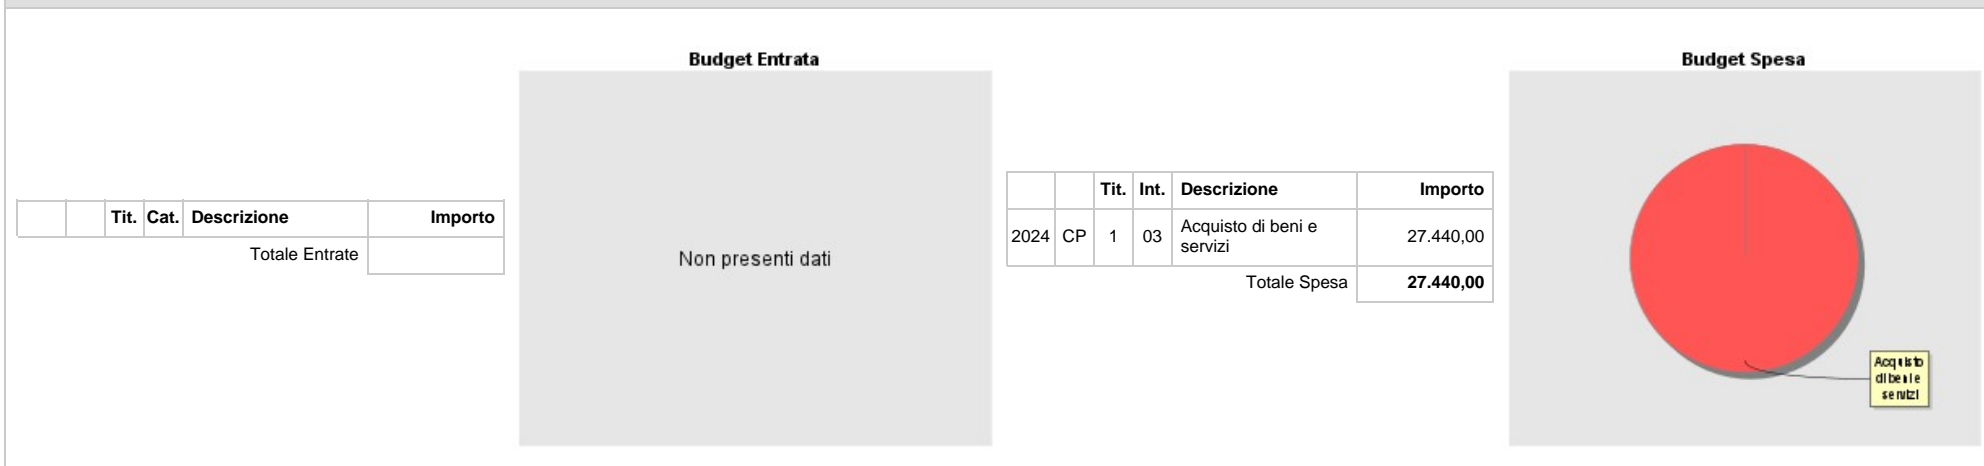 Budget Entrata
Tit. Cat. Descrizione Importo
Totale Entrate
Non presenti dati
Tit. Int. Descrizione Importo
2024 CP 1 03 Acquisto di beni e
servizi 27.440,00
Totale Spesa 27.440,00
Budget Spesa
Acquisto
di beni e
servizi